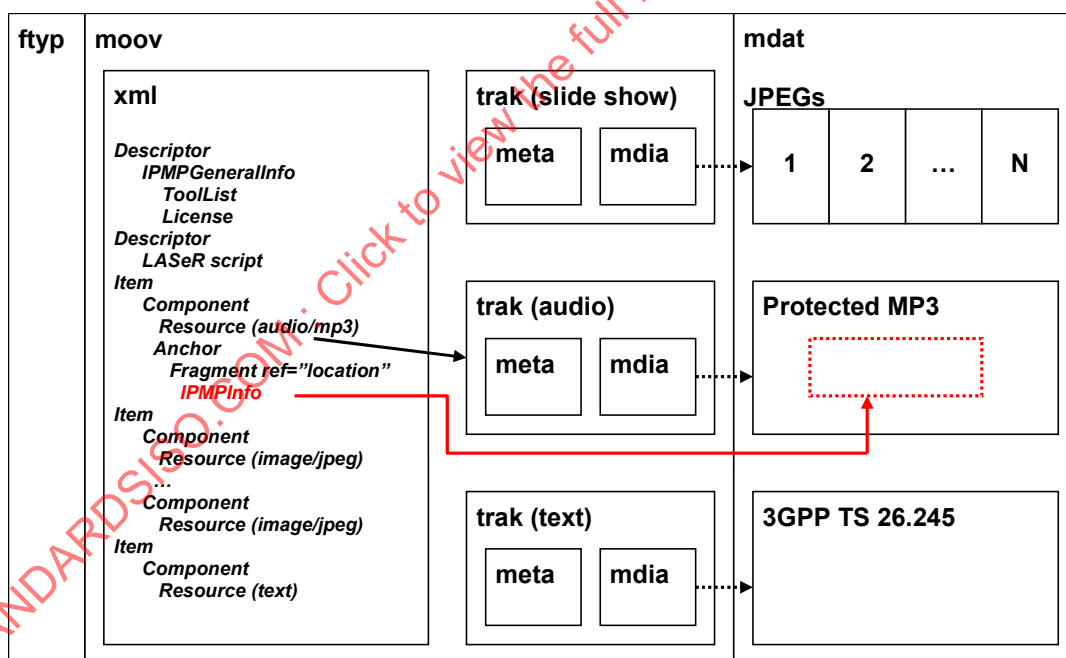 ftyp
moov
mdat
xml
Descriptor
IPMPGeneralInfo
ToolList
License
Descriptor
LASeR script
Item
Component
Resource (audio/mp3)
Anchor
Fragment ref=”location”
IPMPInfo
Item
Component
Resource (image/jpeg)
…
Component
Resource (image/jpeg)
Item
Component
Resource (text)
trak (slide show)
meta
mdia
JPEGs
1
2
…
N
trak (audio)
meta
mdia
Protected MP3
trak (text)
meta
mdia
3GPP TS 26.245
ANDARDSISO.COM : Click to view the full